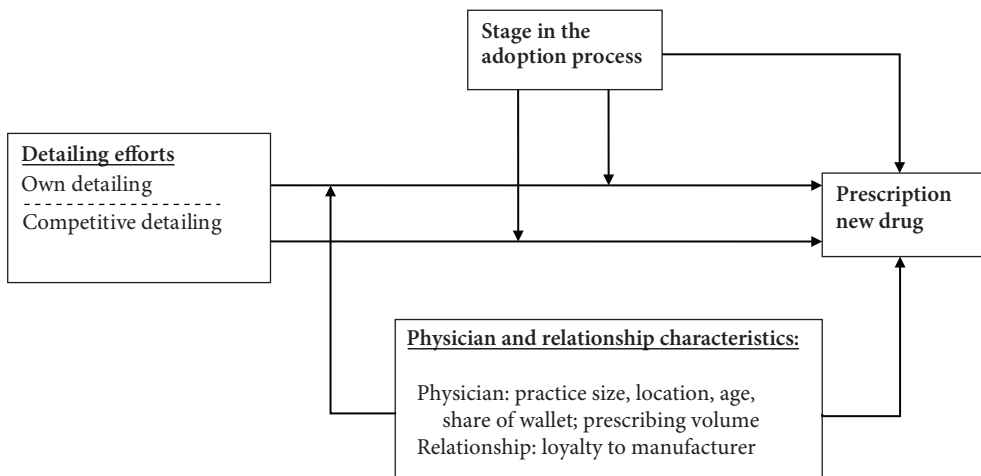 Stage in the
adoption process
Detailing efforts
Own detailing
Competitive detailing
Prescription
new drug
Physician and relationship characteristics:
Physician: practice size, location, age,
share of wallet; prescribing volume
Relationship: loyalty to manufacturer